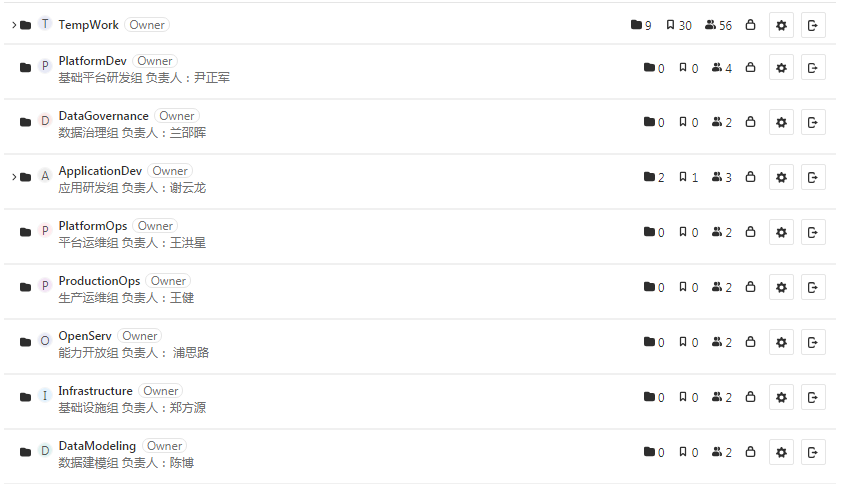 T TempWork Owner 9 30 56
P PlatformDev Owner 0 0 4
基础平台研发组 负责人：尹正军
D DataGovernance Owner 0 0 2
数据治理组 负责人：兰邵晖
A ApplicationDev Owner 2 1 3
应用研发组 负责人：谢云龙
P PlatformOps Owner 0 0 2
平台运维组 负责人：王洪星
P ProductionOps Owner 0 0 2
生产运维组 负责人：王健
O OpenServ Owner 0 0 2
能力开放组 负责人： 浦思路
I Infrastructure Owner 0 0 2
基础设施组 负责人：郑方源
D DataModeling Owner 0 0 2
数据建模组 负责人：陈博